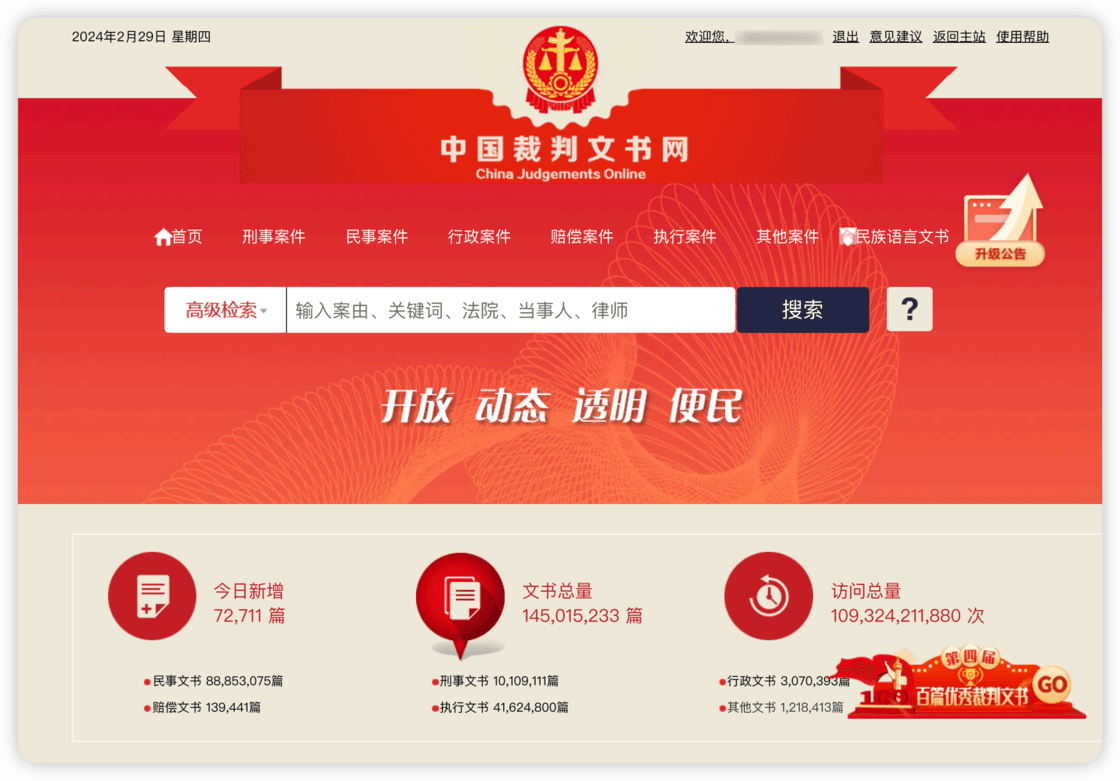 2024年2月29日 星期四
欢迎您, 退出 意见建议 返回主站 使用帮助
中国裁判文书网
China Judgements Online
首页 刑事案件 民事案件 行政案件 赔偿案件 执行案件 其他案件 民族语言文书
升级公告
高级检索 输入案由、关键词、法院、当事人、律师 搜索 ?
开放 动态 透明 便民
今日新增
72,711 篇
文书总量
145,015,233 篇
访问总量
109,324,211,880 次
民事文书 88,853,075篇
刑事文书 10,109,111篇
行政文书 3,070,393篇
赔偿文书 139,441篇
执行文书 41,624,800篇
其他文书 1,218,413篇
第四届
100 百篇优秀裁判文书 GO